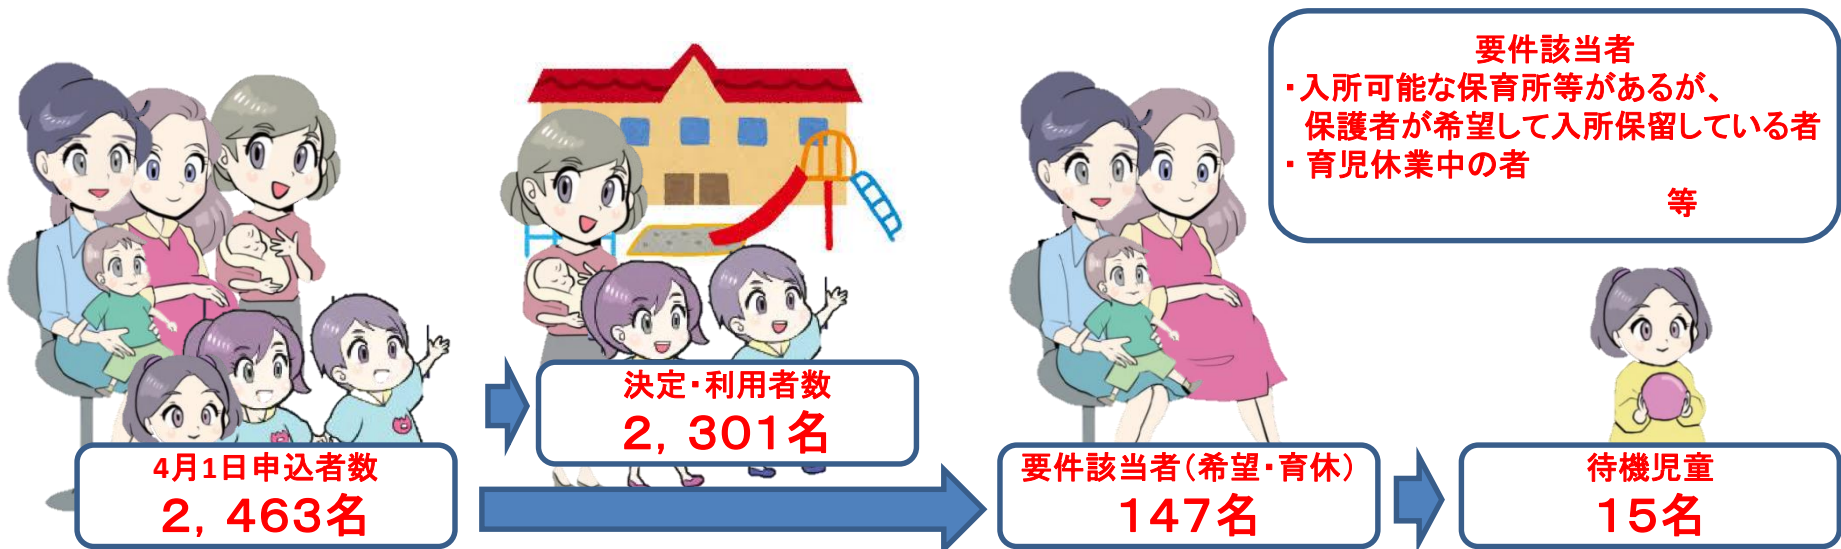 要件該当者
・入所可能な保育所等があるが、
保護者が希望して入所保留している者
・ 育児休業中の者
等
決定・利用者数
２，３０１名
4月1日申込者数
２，４６３名
要件該当者（希望・育休）
１４７名
待機児童
１５名